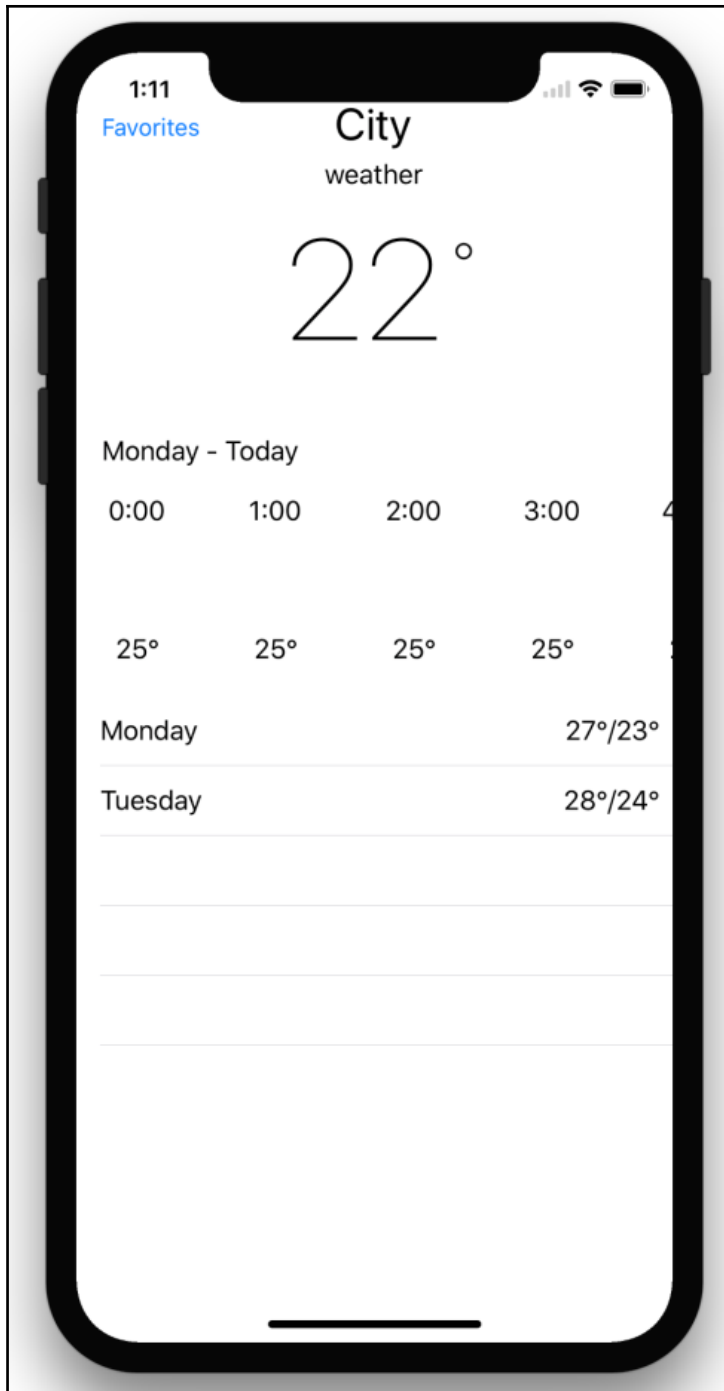 1:11
Favorites
City
weather
22°
Monday - Today
0:00 1:00 2:00 3:00
25° 25° 25° 25°
Monday 27°/23°
Tuesday 28°/24°